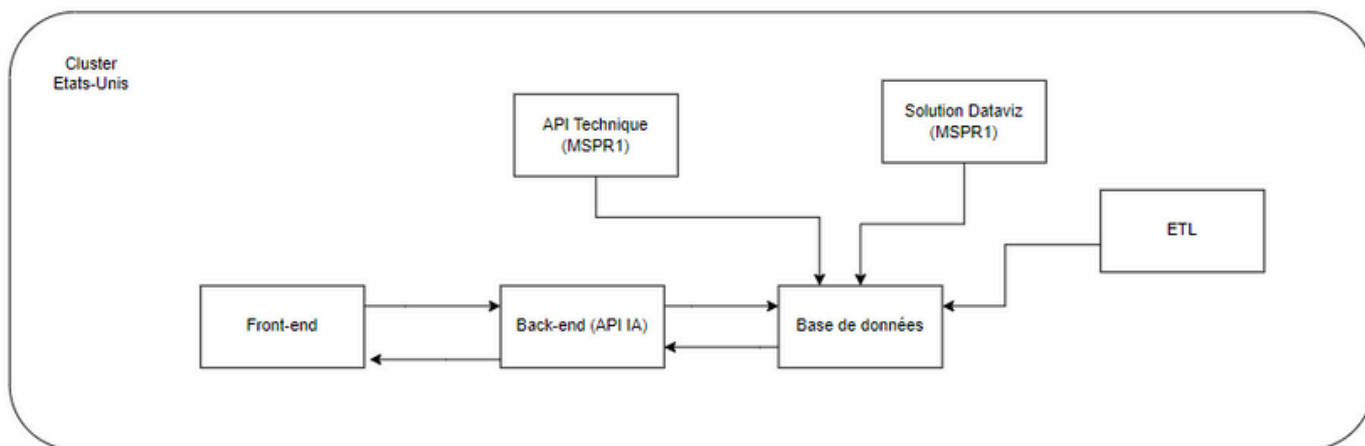 Cluster
Etats-Unis
API Technique
(MSPR1)
Solution Dataviz
(MSPR1)
ETL
Front-end
Back-end (API IA)
Base de données